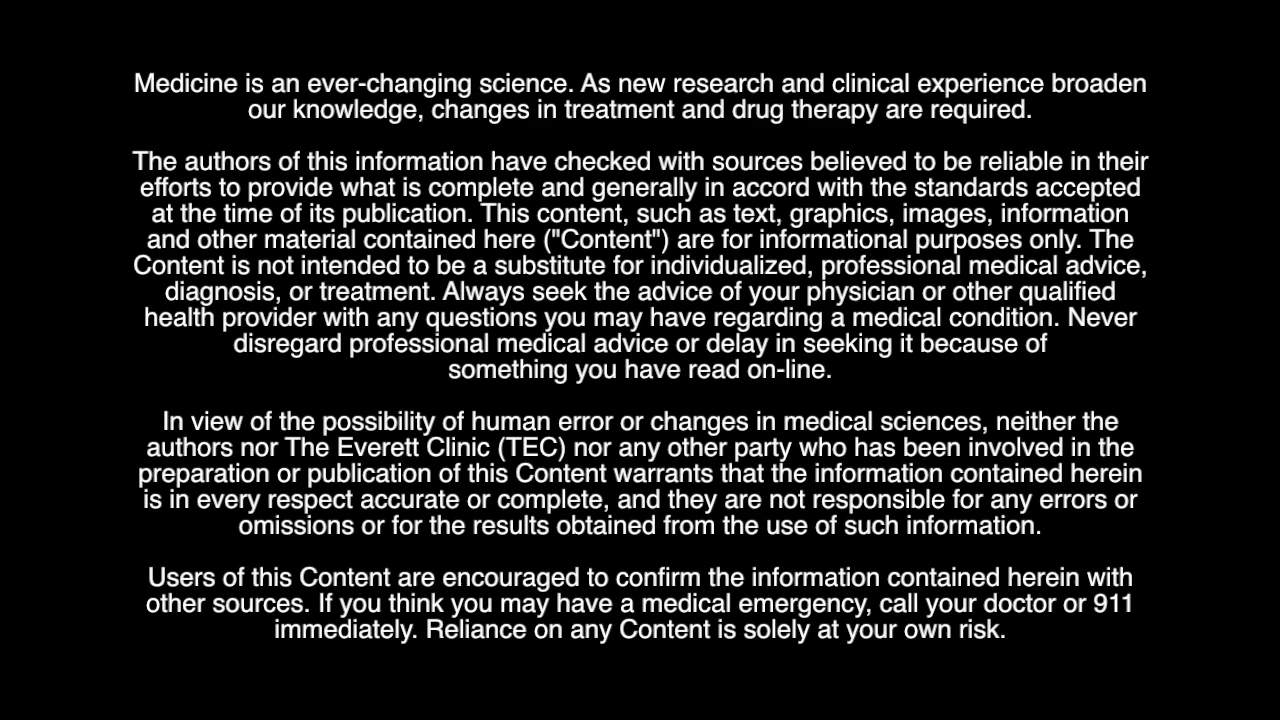 Medicine is an ever-changing science. As new research and clinical experience broaden
our knowledge, changes in treatment and drug therapy are required.
The authors of this information have checked with sources believed to be reliable in their
efforts to provide what is complete and generally in accord with the standards accepted
at the time of its publication. This content, such as text, graphics, images, information
and other material contained here ("Content") are for informational purposes only. The
Content is not intended to be a substitute for individualized, professional medical advice,
diagnosis, or treatment. Always seek the advice of your physician or other qualified
health provider with any questions you may have regarding a medical condition. Never
disregard professional medical advice or delay in seeking it because of
something you have read on-line.
In view of the possibility of human error or changes in medical sciences, neither the
authors nor The Everett Clinic (TEC) nor any other party who has been involved in the
preparation or publication of this Content warrants that the information contained herein
is in every respect accurate or complete, and they are not responsible for any errors or
omissions or for the results obtained from the use of such information.
Users of this Content are encouraged to confirm the information contained herein with
other sources. If you think you may have a medical emergency, call your doctor or 911
immediately. Reliance on any Content is solely at your own risk.